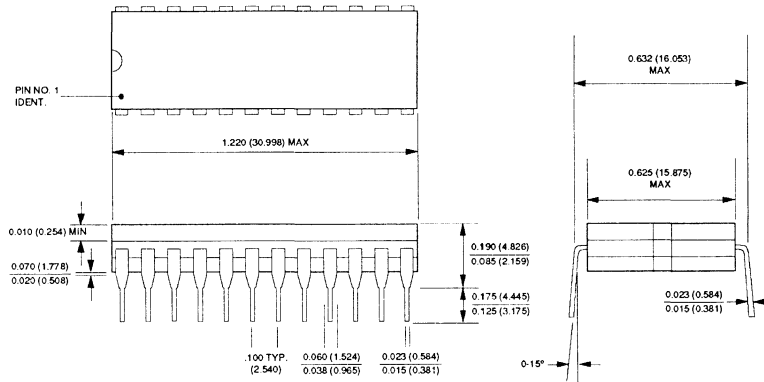 PIN NO. 1
IDENT.
1.220 (30.998) MAX
0.632 (16.053)
MAX
0.625 (15.875)
MAX
0.010 (0.254) MIN
0.070 (1.778)
0.020 (0.508)
0.190 (4.826)
0.085 (2.159)
0.175 (4.445)
0.125 (3.175)
.100 TYP.
(2.540)
0.060 (1.524)
0.038 (0.965)
0.023 (0.584)
0.015 (0.381)
0.023 (0.584)
0.015 (0.381)
0-15°